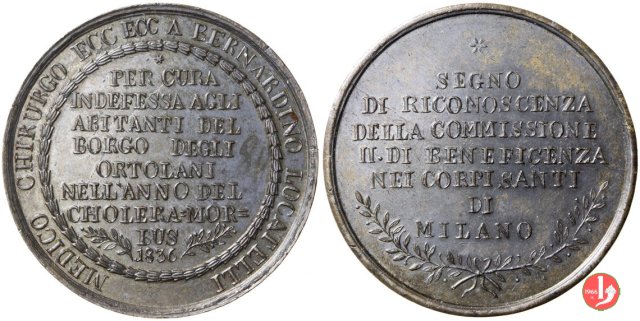 MEDICO CHIRURGO ECC ECC A BERNARDINO LOCATELLI
PER CURA
INDEFESSA AGLI
ABITANTI DEL
BORGO DEGLI
ORTOLANI
NELL'ANNO DEL
CHOLERA=MOR=
BUS
1836
SEGNO
DI RICONOSCENZA
DELLA COMMISSIONE
II. DI BENEFICENZA
NEI CORPI SANTI
DI
MILANO
1966